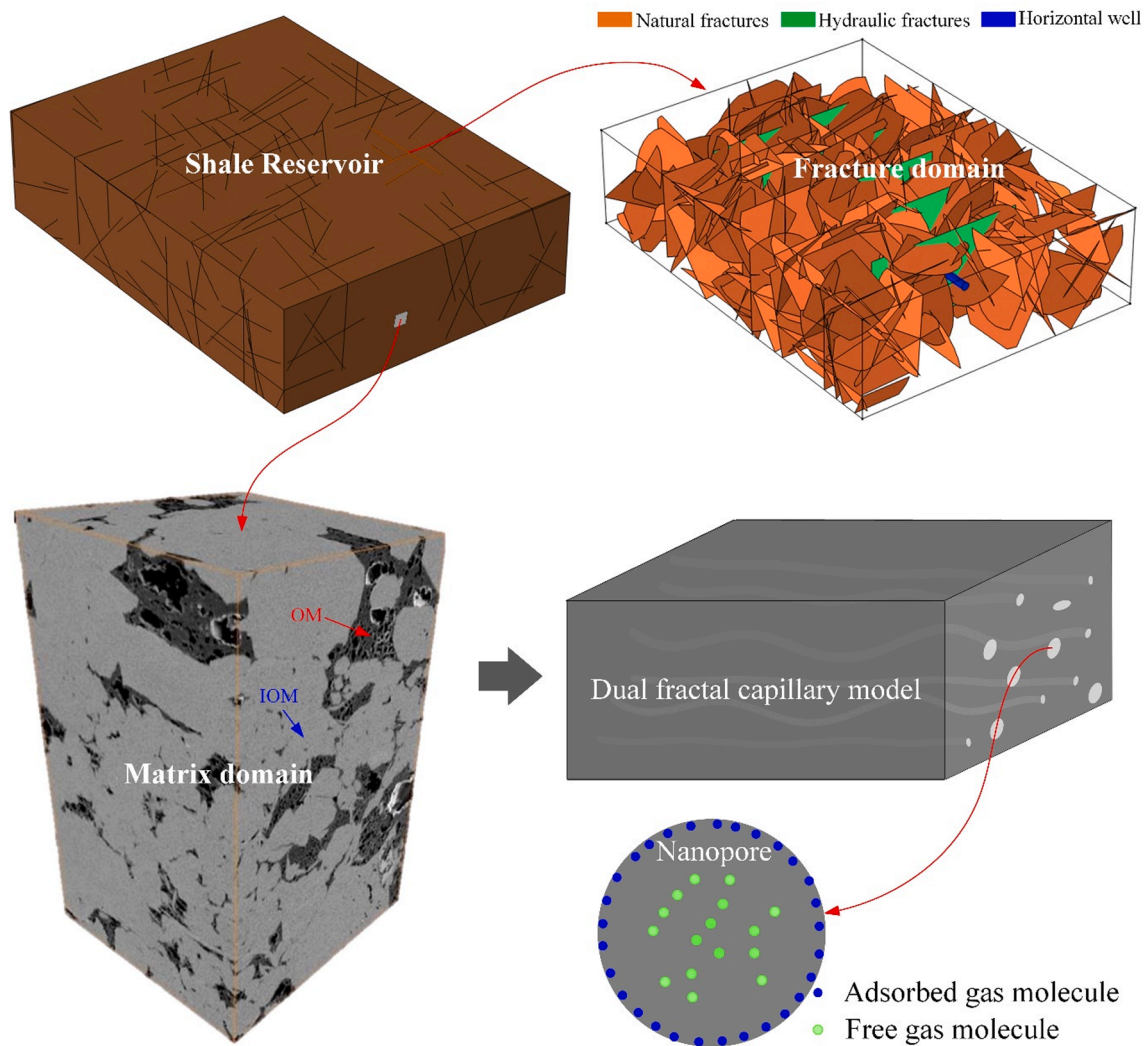 Natural fractures
Hydraulic fractures
Horizontal well
Shale Reservoir
Fracture domain
OM
IOM
Matrix domain
Dual fractal capillary model
Nanopore
Adsorbed gas molecule
Free gas molecule